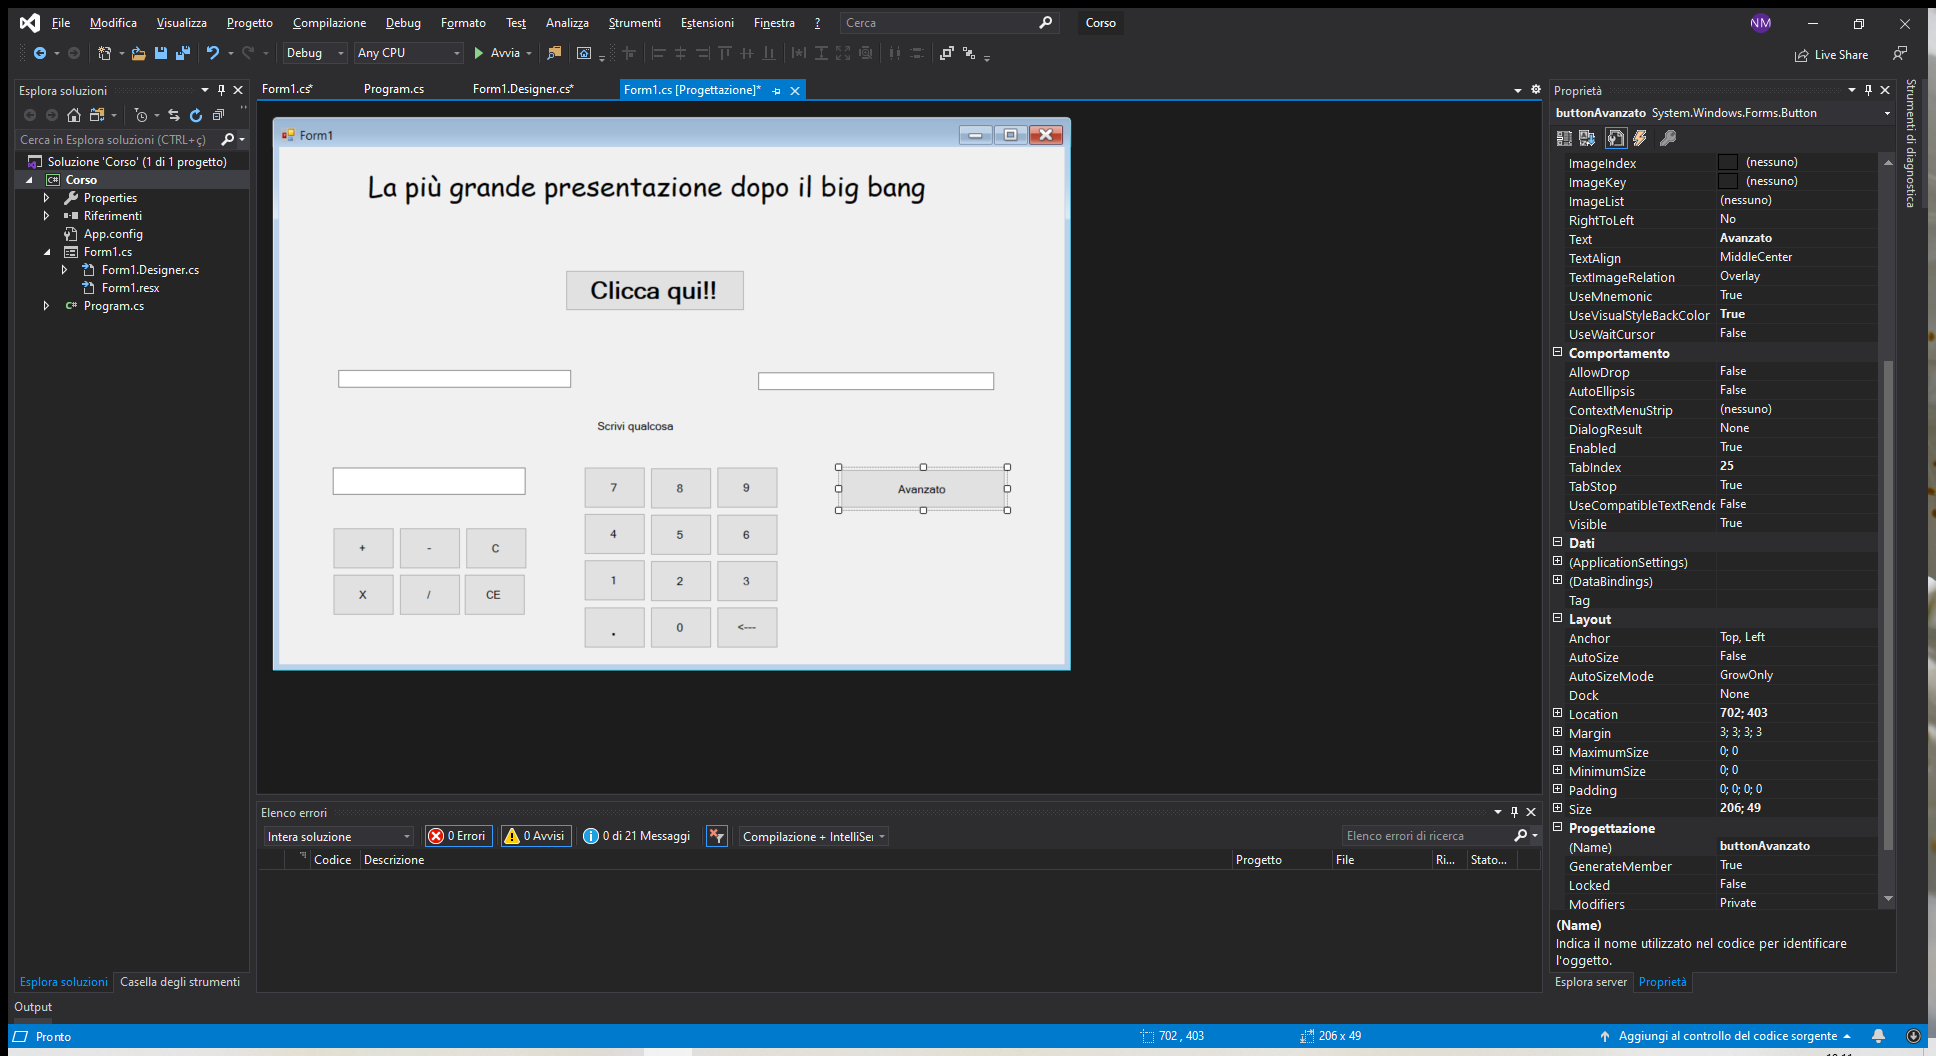 File Modifica Visualizza Progetto Compilazione Debug Formato Test Analizza Strumenti Estensioni Finestra ? Cerca Corso NM
Debug Any CPU Avvia Live Share
Esplora soluzioni
Cerca in Esplora soluzioni (CTRL+ç)
Soluzione 'Corso' (1 di 1 progetto)
C# Corso
Properties
Riferimenti
App.config
Form1.cs
Form1.Designer.cs
Form1.resx
C# Program.cs
Esplora soluzioni Casella degli strumenti
Form1.cs* Program.cs Form1.Designer.cs* Form1.cs [Progettazione]*
Form1
La più grande presentazione dopo il big bang
Clicca qui!!
Scrivi qualcosa
7 8 9
Avanzato
4 5 6
+ - C
1 2 3
X / CE
. 0 <---
Elenco errori
Intera soluzione 0 Errori 0 Avvisi 0 di 21 Messaggi Compilazione + IntelliSe Elenco errori di ricerca
Codice Descrizione Progetto File Ri... Stato...
Proprietà
buttonAvanzato System.Windows.Forms.Button
ImageIndex (nessuno)
ImageKey (nessuno)
ImageList (nessuno)
RightToLeft No
Text Avanzato
TextAlign MiddleCenter
TextImageRelation Overlay
UseMnemonic True
UseVisualStyleBackColor True
UseWaitCursor False
Comportamento
AllowDrop False
AutoEllipsis False
ContextMenuStrip (nessuno)
DialogResult None
Enabled True
TabIndex 25
TabStop True
UseCompatibleTextRende False
Visible True
Dati
(ApplicationSettings)
(DataBindings)
Tag
Layout
Anchor Top, Left
AutoSize False
AutoSizeMode GrowOnly
Dock None
Location 702; 403
Margin 3; 3; 3; 3
MaximumSize 0; 0
MinimumSize 0; 0
Padding 0; 0; 0; 0
Size 206; 49
Progettazione
(Name) buttonAvanzato
GenerateMember True
Locked False
Modifiers Private
(Name)
Indica il nome utilizzato nel codice per identificare
l'oggetto.
Esplora server Proprietà
Strumenti di diagnostica
Output
Pronto 702 , 403 206 x 49 Aggiungi al controllo del codice sorgente